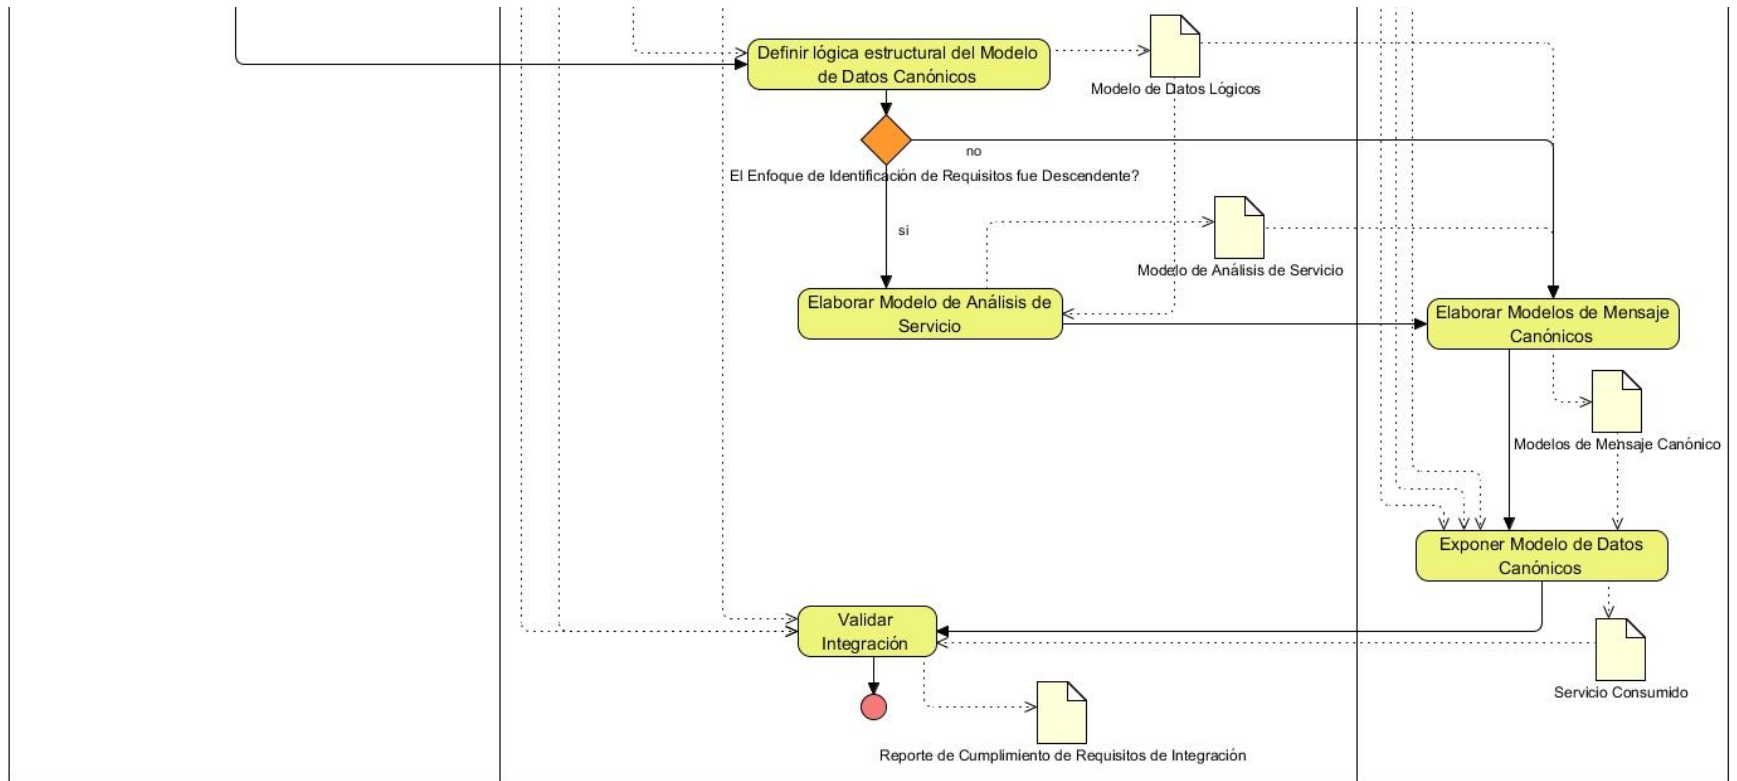 Definir lógica estructural del Modelo
de Datos Canónicos
Modelo de Datos Lógicos
no
El Enfoque de Identificación de Requisitos fue Descendente?
si
Modelo de Análisis de Servicio
Elaborar Modelo de Análisis de
Servicio
Elaborar Modelos de Mensaje
Canónicos
Modelos de Mensaje Canónico
Exponer Modelo de Datos
Canónicos
Validar
Integración
Servicio Consumido
Reporte de Cumplimiento de Requisitos de Integración